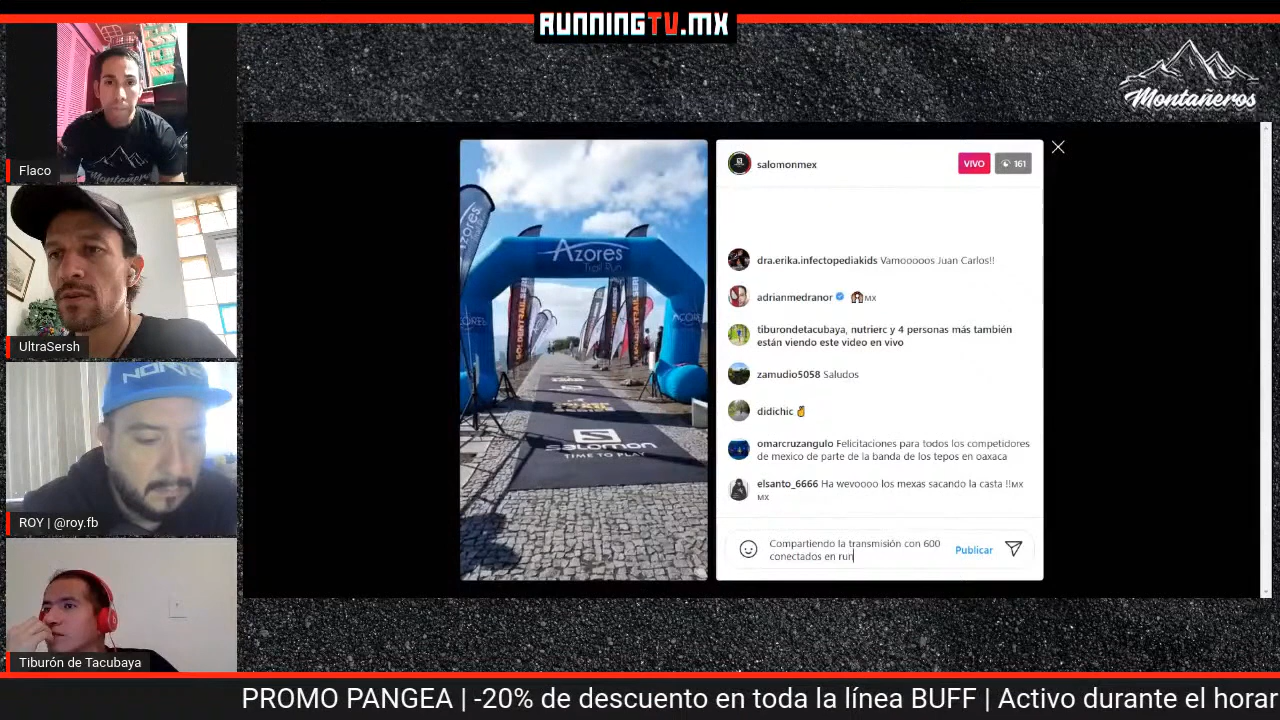 RUNNINGTV.MX
Montañeros
Flaco
Montañeros
UltraSersh
ROY | @roy.fb
Tiburón de Tacubaya
Azores
Trail Run
AZORES
GOLDENTRAILSERIES
SALOMON
TIME TO PLAY
salomonmex
VIVO
161
dra.erika.infectopediakids Vamooooos Juan Carlos!!
adrianmedranor MX
tiburondetacubaya, nutrierc y 4 personas más también
están viendo este video en vivo
zamudio5058 Saludos
didichic
omarcruzangulo Felicitaciones para todos los competidores
de mexico de parte de la banda de los tepos en oaxaca
elsanto_6666 Ha wevoooo los mexas sacando la casta !!MX
MX
Compartiendo la transmisión con 600
conectados en run
Publicar
PROMO PANGEA | -20% de descuento en toda la línea BUFF | Activo durante el horar